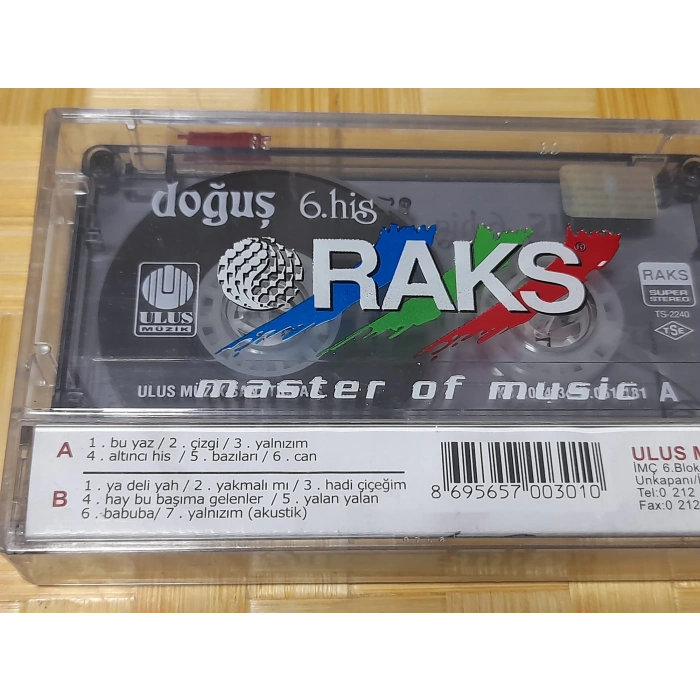 doğuş 6.his
RAKS
ULUS
MÜZİK
RAKS
SUPER
STEREO
TS-2240
TSE
master of music
ULUS A
A 1 . bu yaz / 2 . çizgi / 3 . yalnızım
4 . altıncı his / 5 . bazıları / 6 . can
B 1 . ya deli yah / 2 . yakmalı mı / 3 . hadi çiçeğim
4 . hay bu başıma gelenler / 5 . yalan yalan
6 . babuba/ 7 . yalnızım (akustik)
8 695657 003010
ULUS M
İMÇ 6.Blok
Unkapanı/İ
Tel:0 212
Fax:0 212